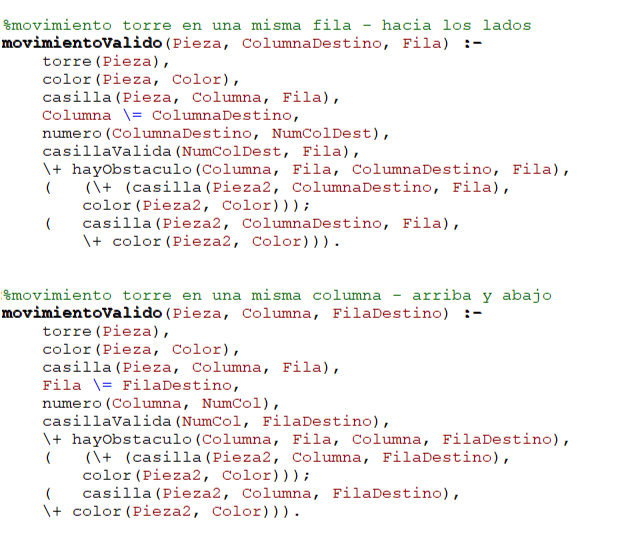 %movimiento torre en una misma fila - hacia los lados
movimientoValido(Pieza, ColumnaDestino, Fila) :-
    torre(Pieza),
    color(Pieza, Color),
    casilla(Pieza, Columna, Fila),
    Columna \= ColumnaDestino,
    numero(ColumnaDestino, NumColDest),
    casillaValida(NumColDest, Fila),
    \+ hayObstaculo(Columna, Fila, ColumnaDestino, Fila),
    (   (\+ (casilla(Pieza2, ColumnaDestino, Fila),
        color(Pieza2, Color)));
    (   casilla(Pieza2, ColumnaDestino, Fila),
        \+ color(Pieza2, Color))).
%movimiento torre en una misma columna - arriba y abajo
movimientoValido(Pieza, Columna, FilaDestino) :-
    torre(Pieza),
    color(Pieza, Color),
    casilla(Pieza, Columna, Fila),
    Fila \= FilaDestino,
    numero(Columna, NumCol),
    casillaValida(NumCol, FilaDestino),
    \+ hayObstaculo(Columna, Fila, Columna, FilaDestino),
    (   (\+ (casilla(Pieza2, Columna, FilaDestino),
        color(Pieza2, Color)));
    (   casilla(Pieza2, Columna, FilaDestino),
    \+ color(Pieza2, Color))).